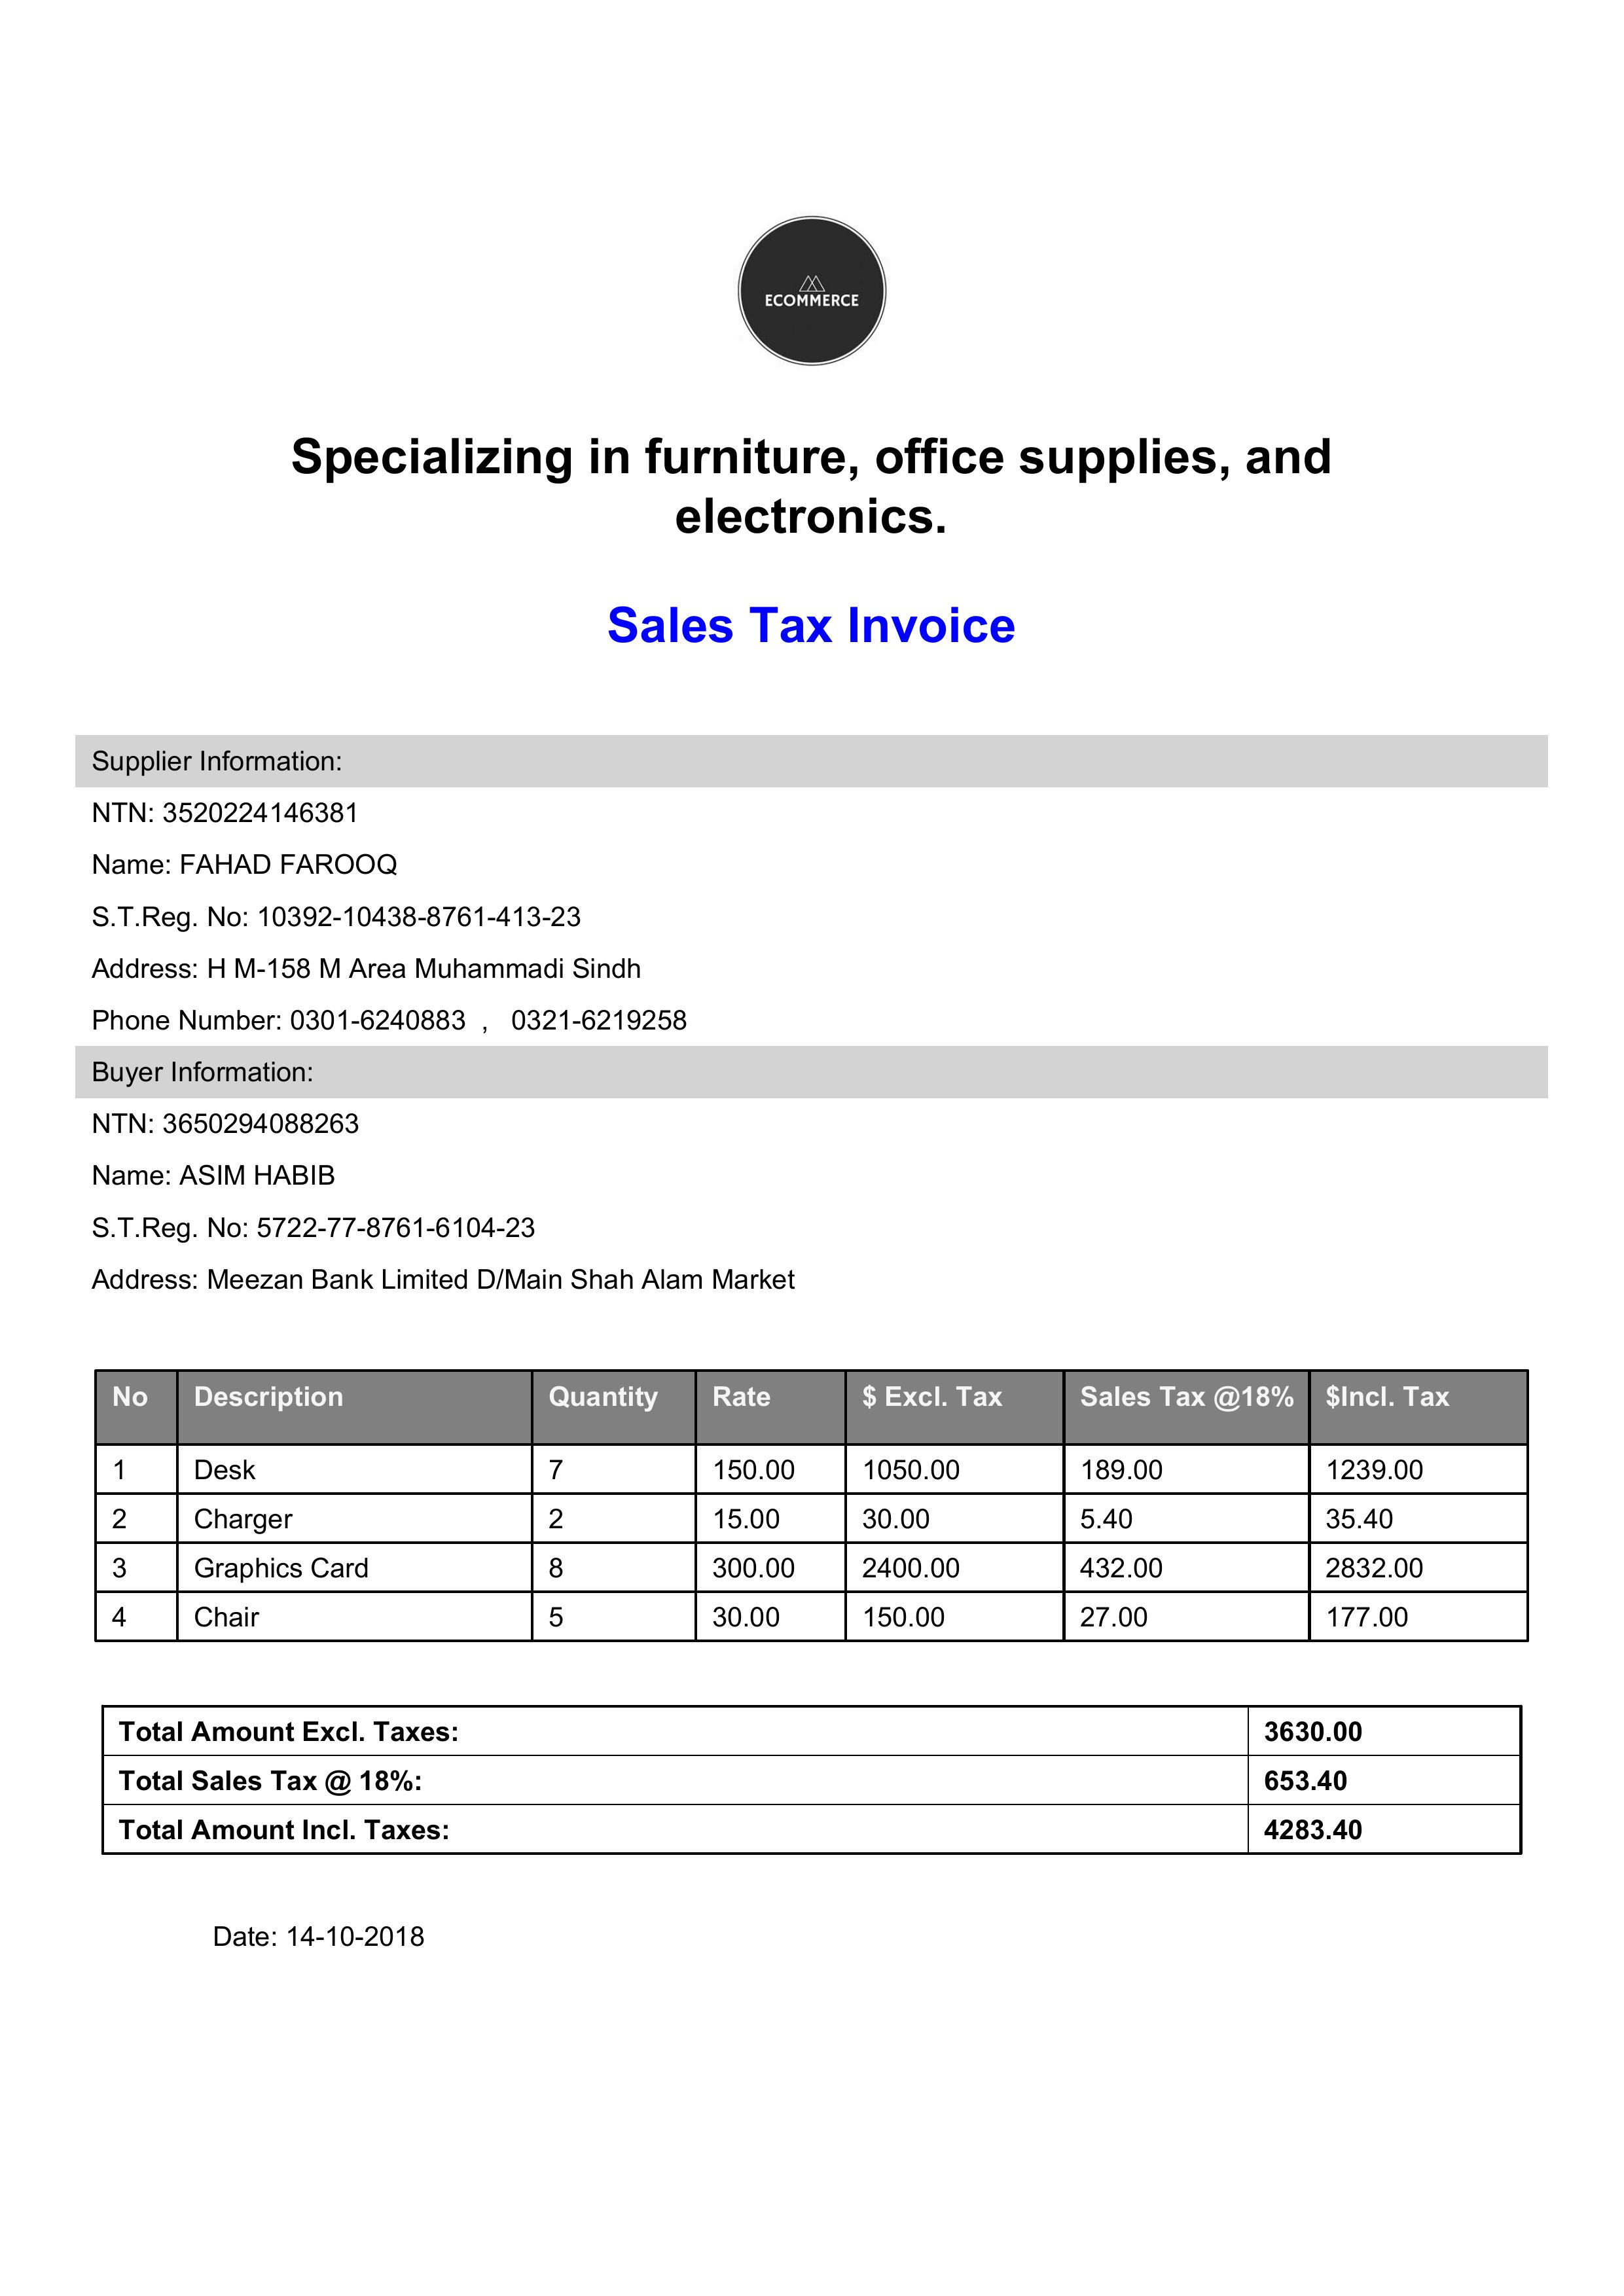 ECOMMERCE
Specializing in furniture, office supplies, and
electronics.
Sales Tax Invoice
Supplier Information:
NTN: 3520224146381
Name: FAHAD FAROOQ
S.T.Reg. No: 10392-10438-8761-413-23
Address: H M-158 M Area Muhammadi Sindh
Phone Number: 0301-6240883 , 0321-6219258
Buyer Information:
NTN: 3650294088263
Name: ASIM HABIB
S.T.Reg. No: 5722-77-8761-6104-23
Address: Meezan Bank Limited D/Main Shah Alam Market
No Description Quantity Rate $ Excl. Tax Sales Tax @18% $Incl. Tax
1 Desk 7 150.00 1050.00 189.00 1239.00
2 Charger 2 15.00 30.00 5.40 35.40
3 Graphics Card 8 300.00 2400.00 432.00 2832.00
4 Chair 5 30.00 150.00 27.00 177.00
Total Amount Excl. Taxes: 3630.00
Total Sales Tax @ 18%: 653.40
Total Amount Incl. Taxes: 4283.40
Date: 14-10-2018